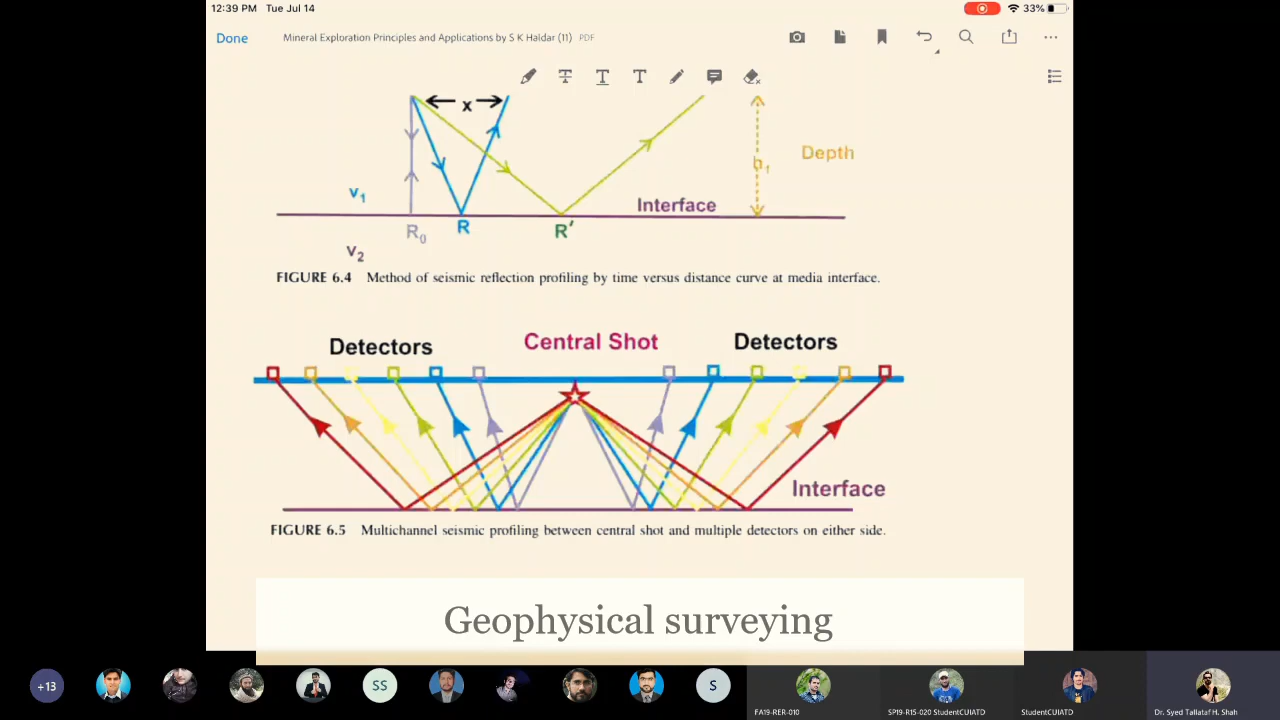 12:39 PM Tue Jul 14
33%
Done
Mineral Exploration Principles and Applications by S K Haldar (11) PDF
x
h1
Depth
v1
Interface
R0
R
R′
v2
FIGURE 6.4 Method of seismic reflection profiling by time versus distance curve at media interface.
Detectors
Central Shot
Detectors
Interface
FIGURE 6.5 Multichannel seismic profiling between central shot and multiple detectors on either side.
Geophysical surveying
+13
SS
S
FA19-RER-010
SP19-R15-020 StudentCUIATD
StudentCUIATD
Dr. Syed Tallataf H. Shah